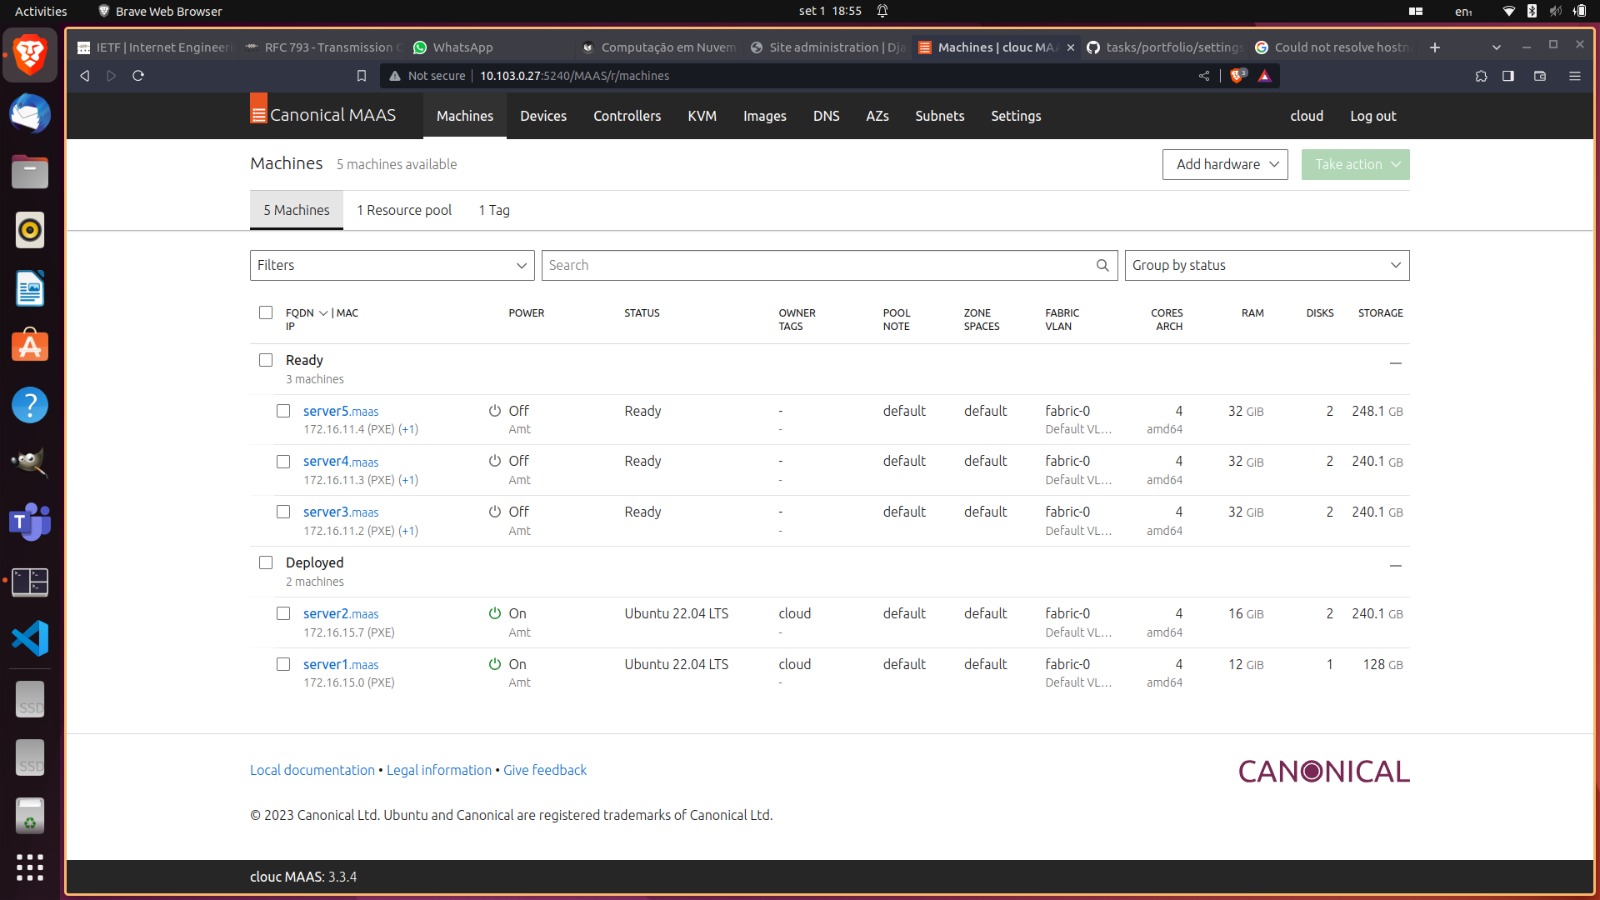 Activities
Brave Web Browser
set 1 18:55
en₁
IETF | Internet Engineeri
RFC 793 - Transmission C
WhatsApp
Computação em Nuvem
Site administration | Dja
Machines | clouc MAA
tasks/portfolio/settings
Could not resolve hostn
Not secure
10.103.0.27:5240/MAAS/r/machines
Canonical MAAS
Machines
Devices
Controllers
KVM
Images
DNS
AZs
Subnets
Settings
cloud
Log out
Machines
5 machines available
Add hardware
Take action
5 Machines
1 Resource pool
1 Tag
Filters
Search
Group by status
FQDN | MAC
IP
POWER
STATUS
OWNER
TAGS
POOL
NOTE
ZONE
SPACES
FABRIC
VLAN
CORES
ARCH
RAM
DISKS
STORAGE
Ready
3 machines
server5.maas Off Ready - default default fabric-0 4 32 GiB 2 248.1 GB
172.16.11.4 (PXE) (+1) Amt - Default VL... amd64
server4.maas Off Ready - default default fabric-0 4 32 GiB 2 240.1 GB
172.16.11.3 (PXE) (+1) Amt - Default VL... amd64
server3.maas Off Ready - default default fabric-0 4 32 GiB 2 240.1 GB
172.16.11.2 (PXE) (+1) Amt - Default VL... amd64
Deployed
2 machines
server2.maas On Ubuntu 22.04 LTS cloud default default fabric-0 4 16 GiB 2 240.1 GB
172.16.15.7 (PXE) Amt - Default VL... amd64
server1.maas On Ubuntu 22.04 LTS cloud default default fabric-0 4 12 GiB 1 128 GB
172.16.15.0 (PXE) Amt - Default VL... amd64
Local documentation • Legal information • Give feedback
CANONICAL
© 2023 Canonical Ltd. Ubuntu and Canonical are registered trademarks of Canonical Ltd.
clouc MAAS: 3.3.4
SSD
SSD